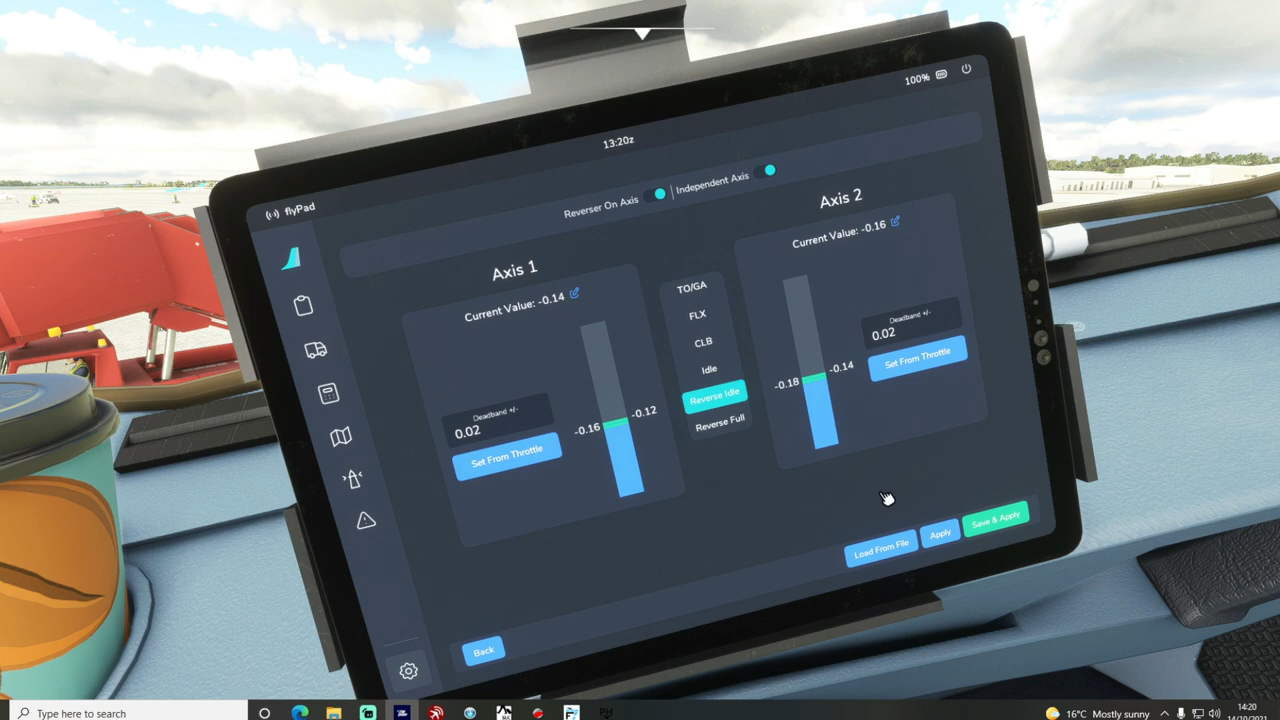 100%
13:20z
flyPad
Reverser On Axis | Independent Axis
Axis 1
Current Value: -0.14
Deadband +/-
0.02
Set From Throttle
-0.16
-0.12
TO/GA
FLX
CLB
Idle
Reverse Idle
Reverse Full
Axis 2
Current Value: -0.16
-0.18
-0.14
Deadband +/-
0.02
Set From Throttle
Load From File
Apply
Save & Apply
Back
Type here to search
16°C Mostly sunny
14:20
14/10/2021